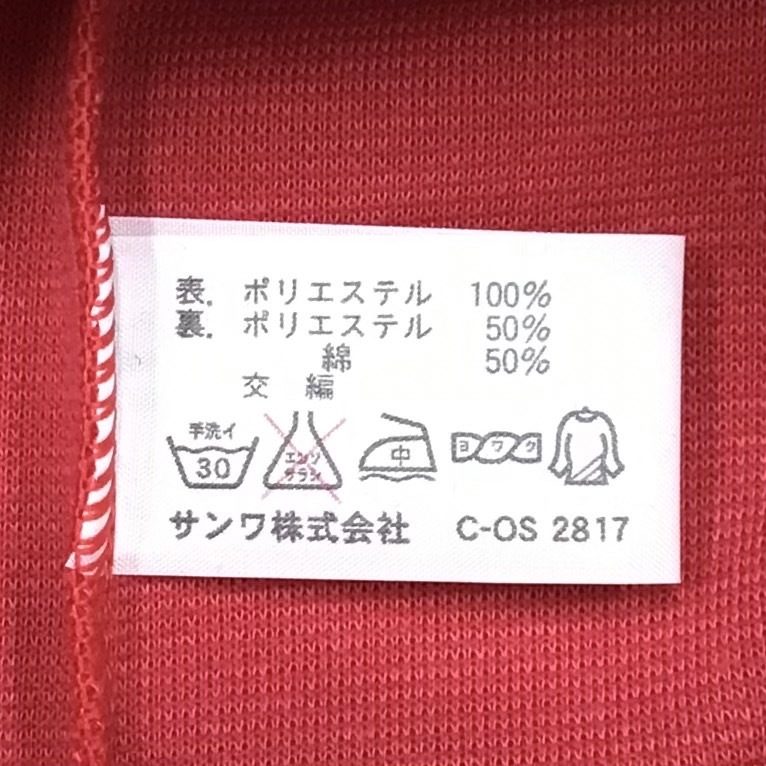 表. ポリエステル 100%
裏. ポリエステル 50%
綿 50%
交 編
手洗イ
30
エンソ
サラシ
中
ヨワク
サンワ株式会社 C-OS 2817